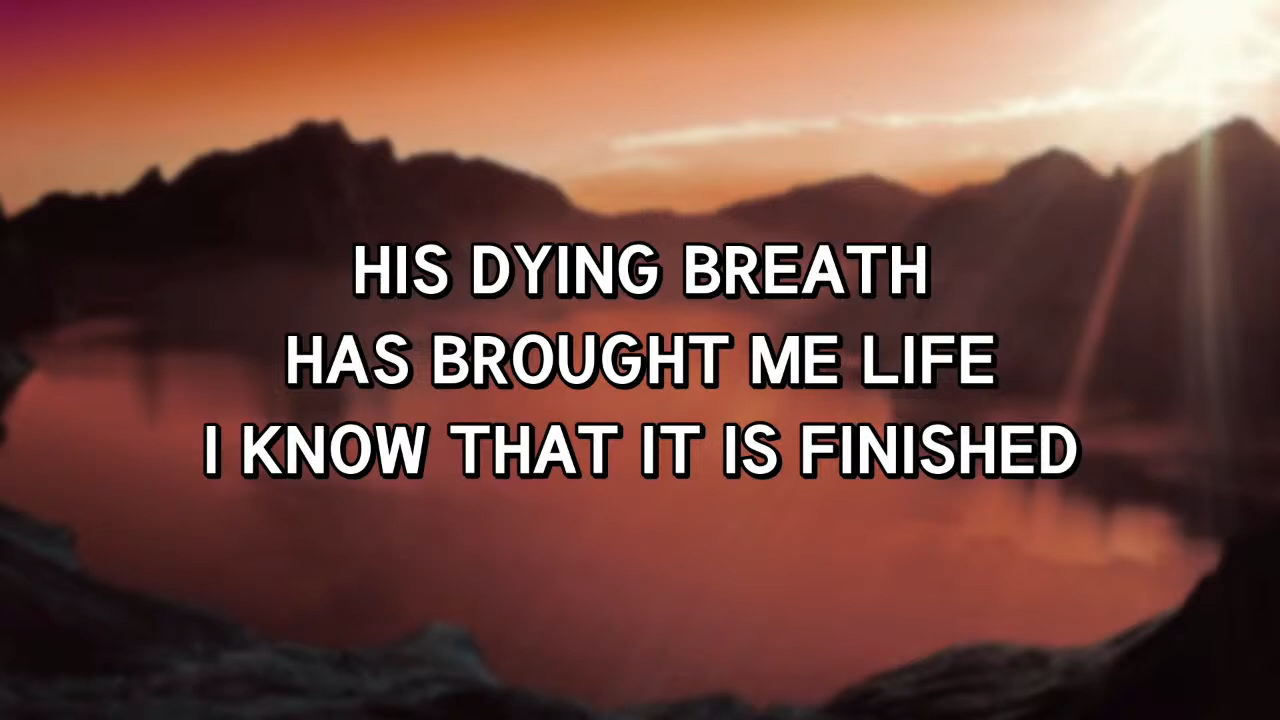 HIS DYING BREATH
HAS BROUGHT ME LIFE
I KNOW THAT IT IS FINISHED